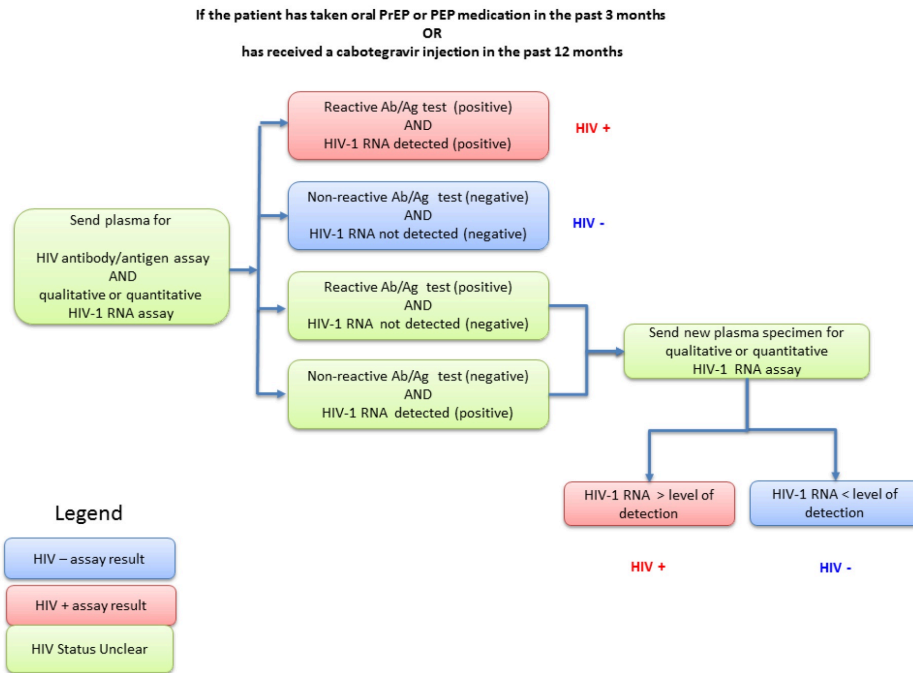 If the patient has taken oral PrEP or PEP medication in the past 3 months
OR
has received a cabotegravir injection in the past 12 months
Reactive Ab/Ag test (positive)
AND
HIV-1 RNA detected (positive)
HIV +
Non-reactive Ab/Ag test (negative)
AND
HIV-1 RNA not detected (negative)
HIV -
Send plasma for
HIV antibody/antigen assay
AND
qualitative or quantitative
HIV-1 RNA assay
Reactive Ab/Ag test (positive)
AND
HIV-1 RNA not detected (negative)
Non-reactive Ab/Ag test (negative)
AND
HIV-1 RNA detected (positive)
Send new plasma specimen for
qualitative or quantitative
HIV-1 RNA assay
HIV-1 RNA > level of
detection
HIV +
HIV-1 RNA < level of
detection
HIV -
Legend
HIV – assay result
HIV + assay result
HIV Status Unclear